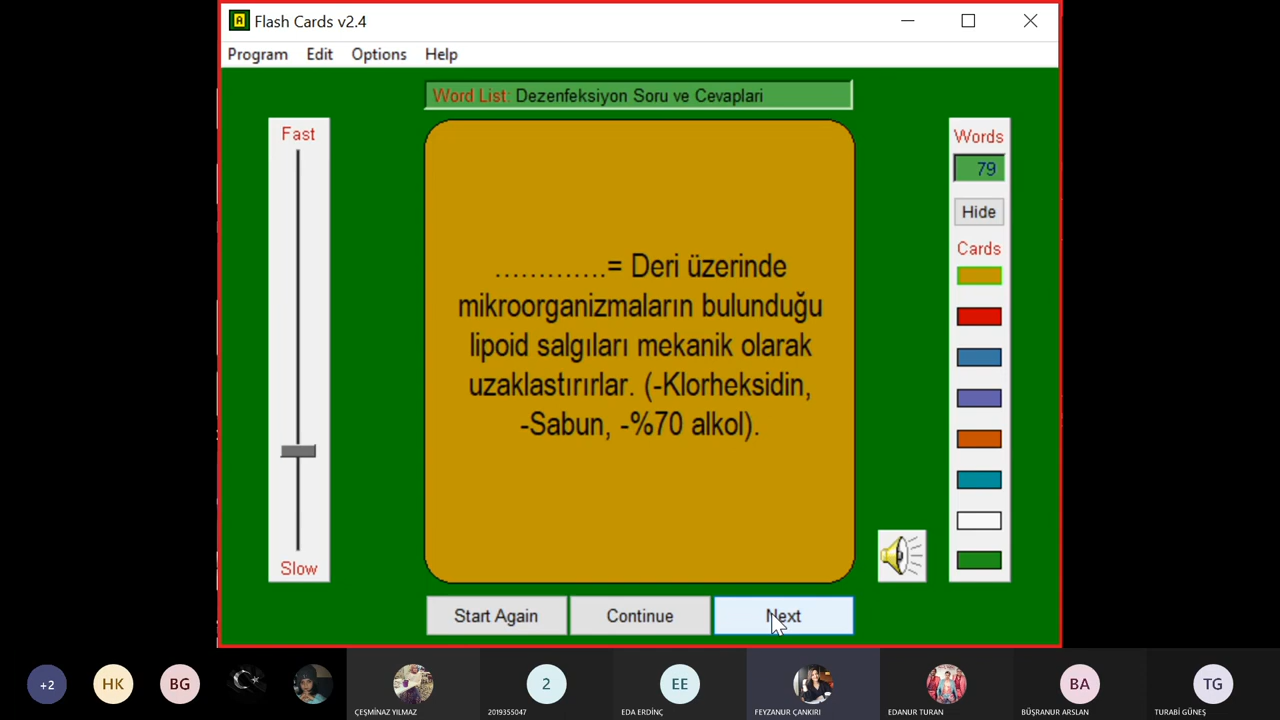 Flash Cards v2.4
Program Edit Options Help
Word List: Dezenfeksiyon Soru ve Cevaplari
Fast
Slow
.............= Deri üzerinde
mikroorganizmaların bulunduğu
lipoid salgıları mekanik olarak
uzaklastırırlar. (-Klorheksidin,
-Sabun, -%70 alkol).
Words
79
Hide
Cards
Start Again Continue Next
+2 HK BG 2 EE BA TG
ÇEŞMİNAZ YILMAZ 2019355047 EDA ERDİNÇ FEYZANUR ÇANKIRI EDANUR TURAN BÜŞRANUR ARSLAN TURABİ GÜNEŞ